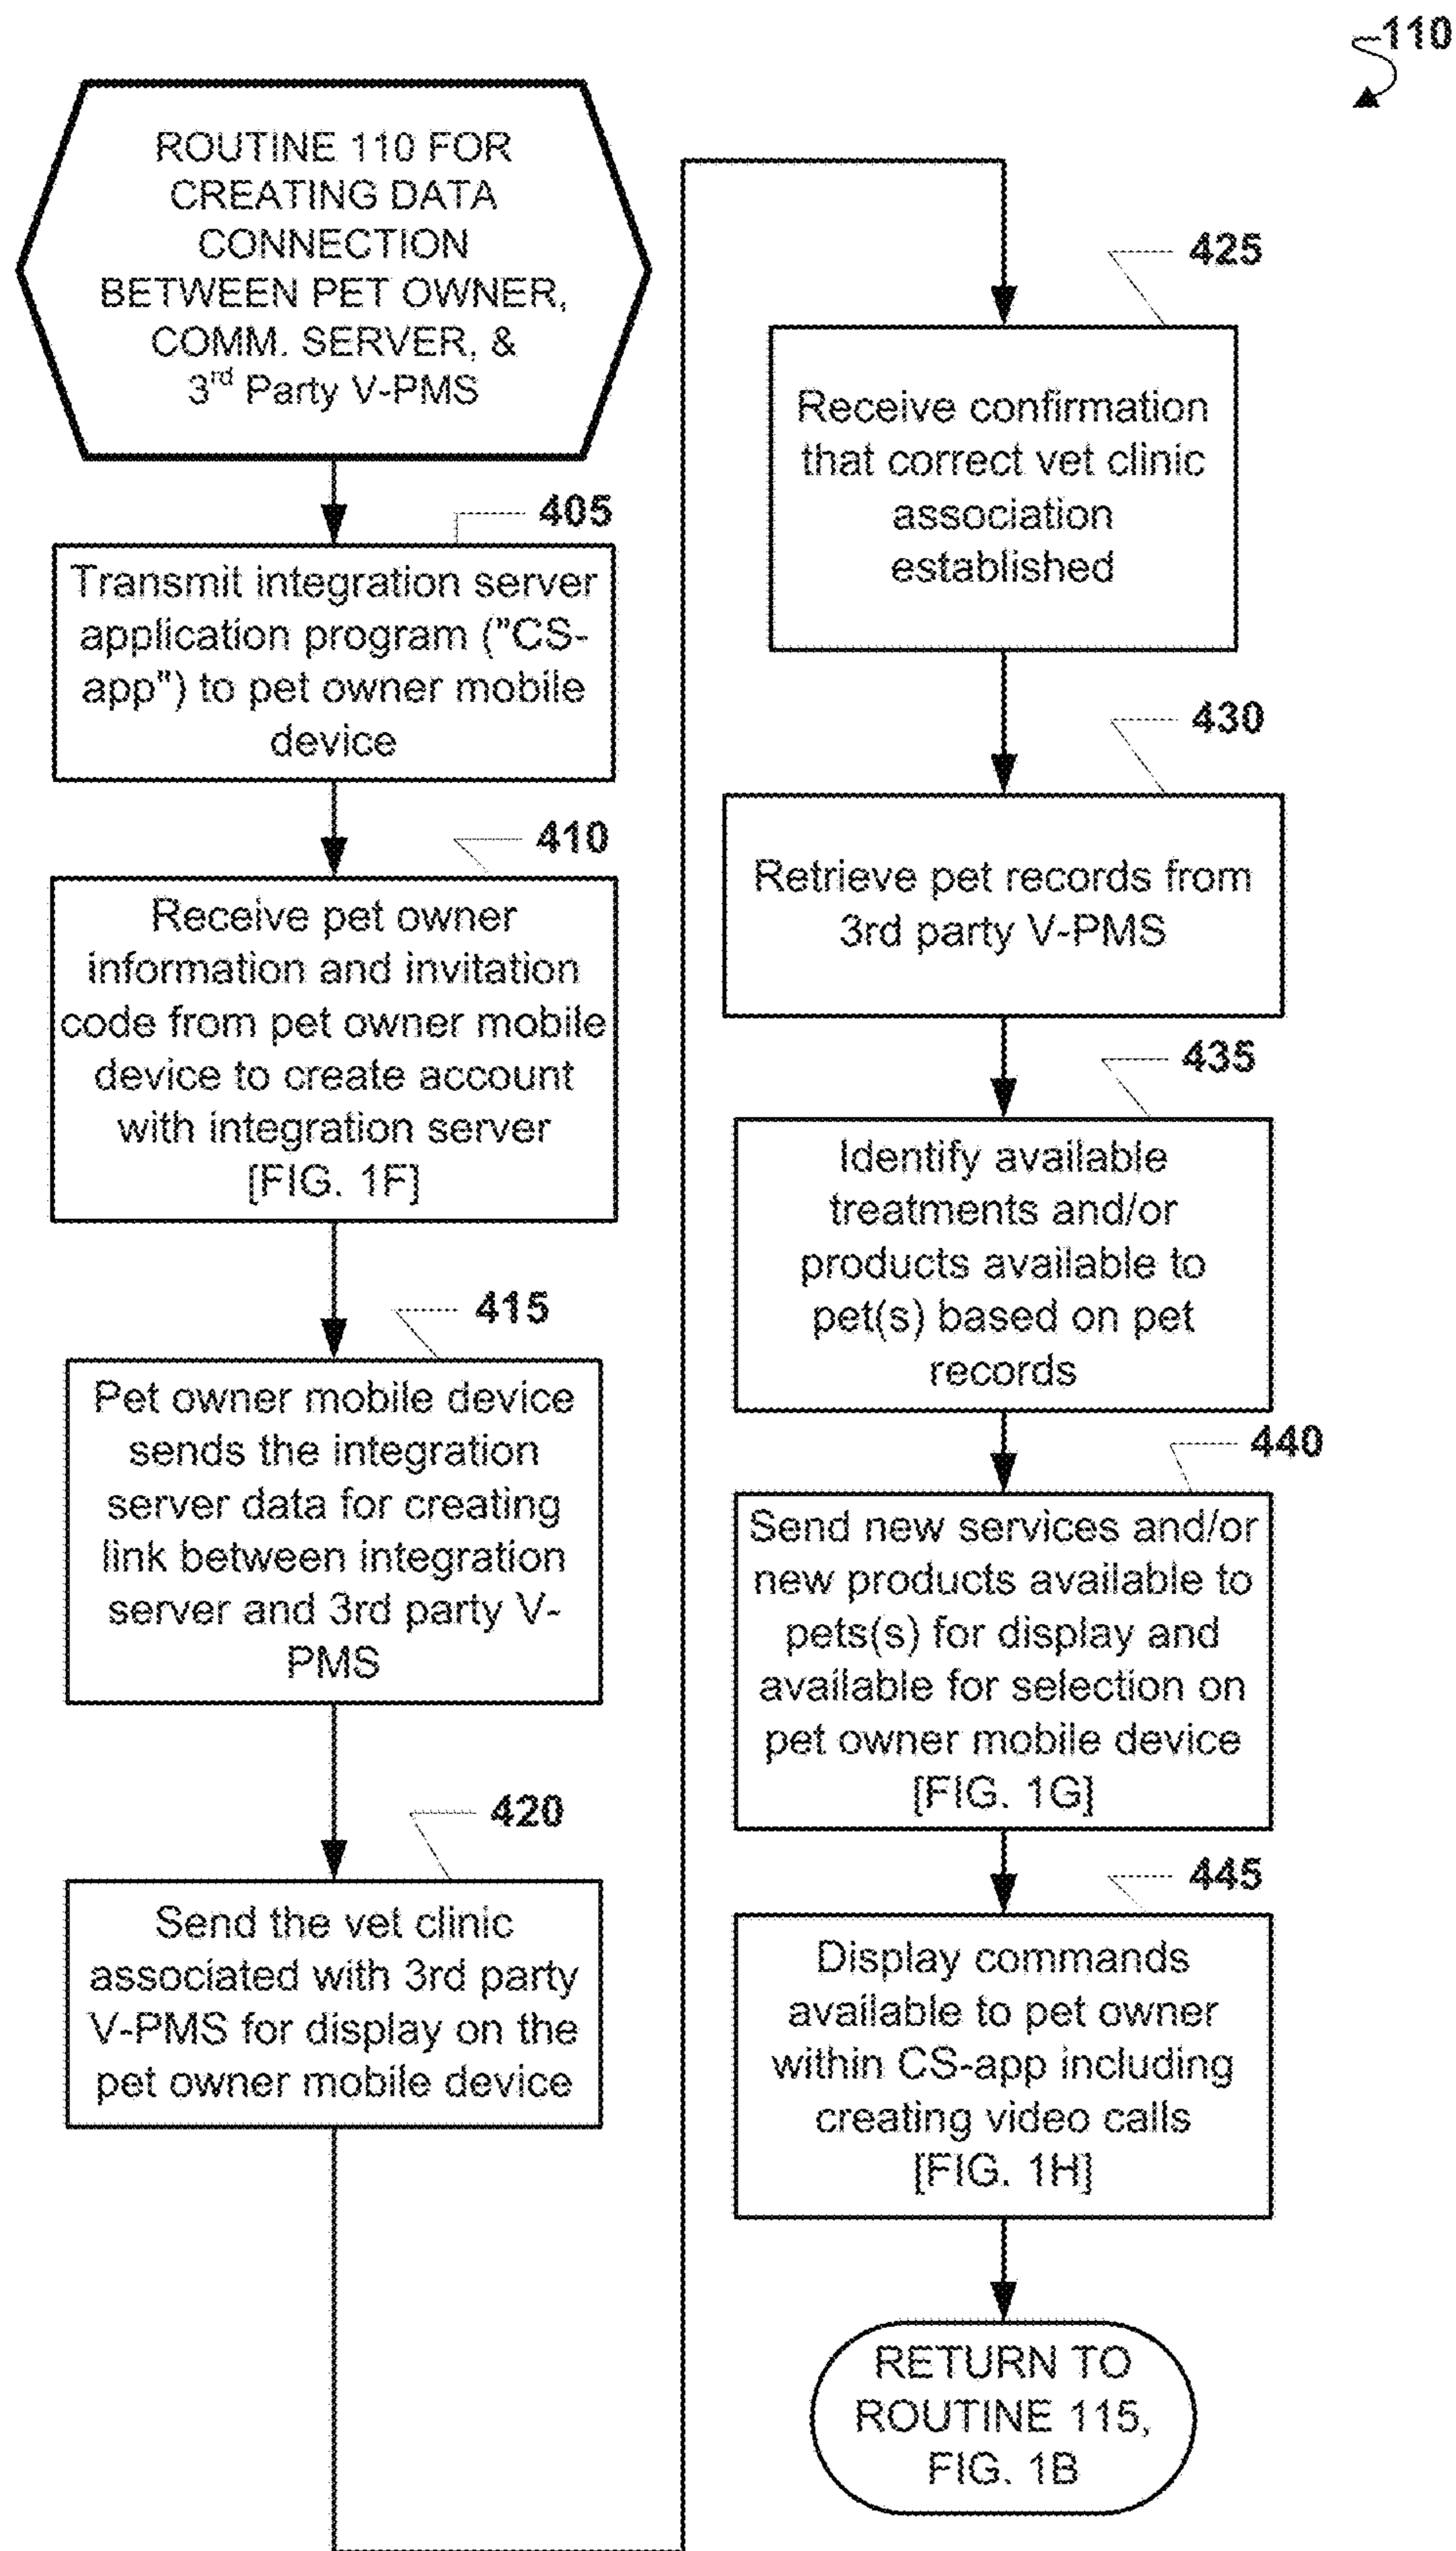 110
ROUTINE 110 FOR
CREATING DATA
CONNECTION
BETWEEN PET OWNER,
COMM. SERVER, &
3rd Party V-PMS
405
Transmit integration server
application program ("CS-
app") to pet owner mobile
device
410
Receive pet owner
information and invitation
code from pet owner mobile
device to create account
with integration server
[FIG. 1F]
415
Pet owner mobile device
sends the integration
server data for creating
link between integration
server and 3rd party V-
PMS
420
Send the vet clinic
associated with 3rd party
V-PMS for display on the
pet owner mobile device
425
Receive confirmation
that correct vet clinic
association
established
430
Retrieve pet records from
3rd party V-PMS
435
Identify available
treatments and/or
products available to
pet(s) based on pet
records
440
Send new services and/or
new products available to
pets(s) for display and
available for selection on
pet owner mobile device
[FIG. 1G]
445
Display commands
available to pet owner
within CS-app including
creating video calls
[FIG. 1H]
RETURN TO
ROUTINE 115,
FIG. 1B